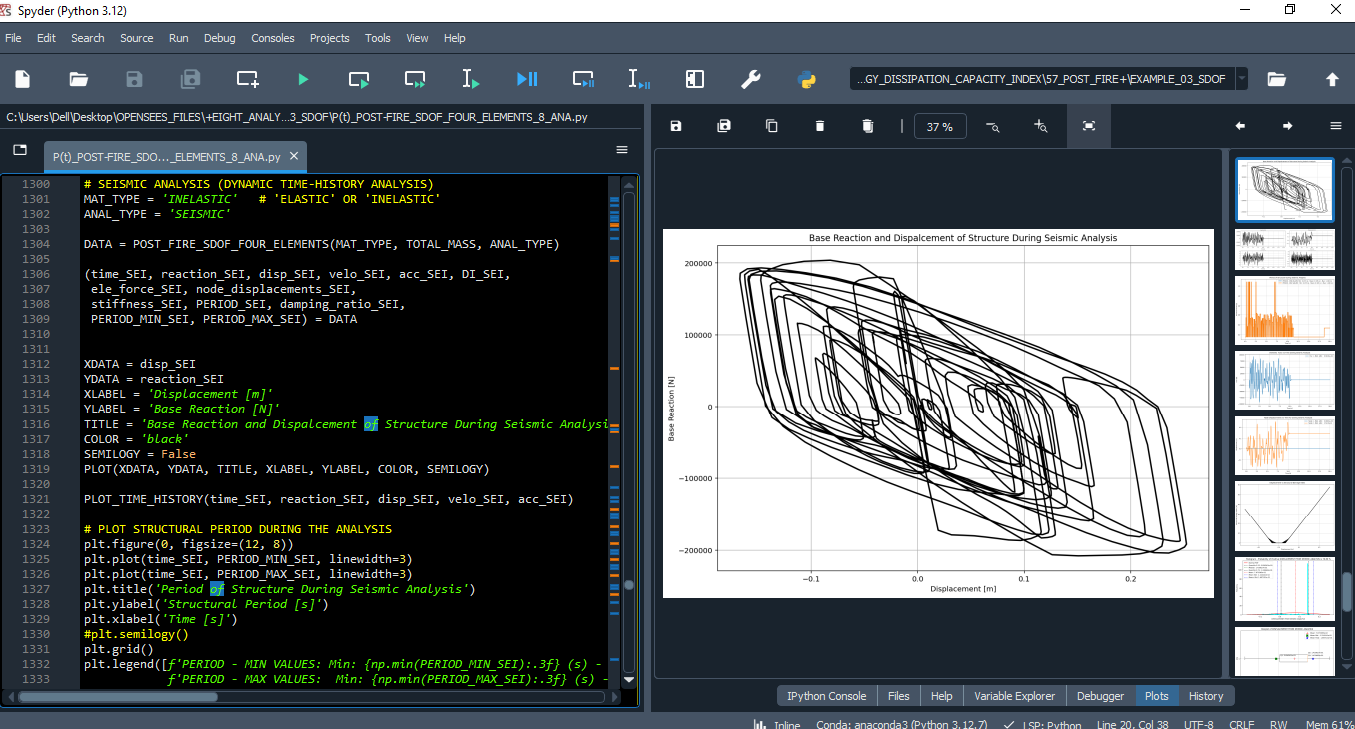 Spyder (Python 3.12)
File Edit Search Source Run Debug Consoles Projects Tools View Help
...GY_DISSIPATION_CAPACITY_INDEX\57_POST_FIRE+\EXAMPLE_03_SDOF
C:\Users\Dell\Desktop\OPENSEES_FILES\+EIGHT_ANALY...3_SDOF\P(t)_POST-FIRE_SDOF_FOUR_ELEMENTS_8_ANA.py
P(t)_POST-FIRE_SDO..._ELEMENTS_8_ANA.py
1300 # SEISMIC ANALYSIS (DYNAMIC TIME-HISTORY ANALYSIS)
1301 MAT_TYPE = 'INELASTIC' # 'ELASTIC' OR 'INELASTIC'
1302 ANAL_TYPE = 'SEISMIC'
1303
1304 DATA = POST_FIRE_SDOF_FOUR_ELEMENTS(MAT_TYPE, TOTAL_MASS, ANAL_TYPE)
1305
1306 (time_SEI, reaction_SEI, disp_SEI, velo_SEI, acc_SEI, DI_SEI,
1307 ele_force_SEI, node_displacements_SEI,
1308 stiffness_SEI, PERIOD_SEI, damping_ratio_SEI,
1309 PERIOD_MIN_SEI, PERIOD_MAX_SEI) = DATA
1310
1311
1312 XDATA = disp_SEI
1313 YDATA = reaction_SEI
1314 XLABEL = 'Displacement [m]'
1315 YLABEL = 'Base Reaction [N]'
1316 TITLE = 'Base Reaction and Dispalcement of Structure During Seismic Analysi
1317 COLOR = 'black'
1318 SEMILOGY = False
1319 PLOT(XDATA, YDATA, TITLE, XLABEL, YLABEL, COLOR, SEMILOGY)
1320
1321 PLOT_TIME_HISTORY(time_SEI, reaction_SEI, disp_SEI, velo_SEI, acc_SEI)
1322
1323 # PLOT STRUCTURAL PERIOD DURING THE ANALYSIS
1324 plt.figure(0, figsize=(12, 8))
1325 plt.plot(time_SEI, PERIOD_MIN_SEI, linewidth=3)
1326 plt.plot(time_SEI, PERIOD_MAX_SEI, linewidth=3)
1327 plt.title('Period of Structure During Seismic Analysis')
1328 plt.ylabel('Structural Period [s]')
1329 plt.xlabel('Time [s]')
1330 #plt.semilogy()
1331 plt.grid()
1332 plt.legend([f'PERIOD - MIN VALUES: Min: {np.min(PERIOD_MIN_SEI):.3f} (s) -
1333 f'PERIOD - MAX VALUES:  Min: {np.min(PERIOD_MAX_SEI):.3f} (s) -
37 %
Base Reaction and Dispalcement of Structure During Seismic Analysis
Base Reaction [N]
200000
100000
0
−100000
−200000
−0.1 0.0 0.1 0.2
Displacement [m]
IPython Console Files Help Variable Explorer Debugger Plots History
Inline Conda: anaconda3 (Python 3.12.7) LSP: Python Line 20, Col 38 UTF-8 CRLF RW Mem 61%